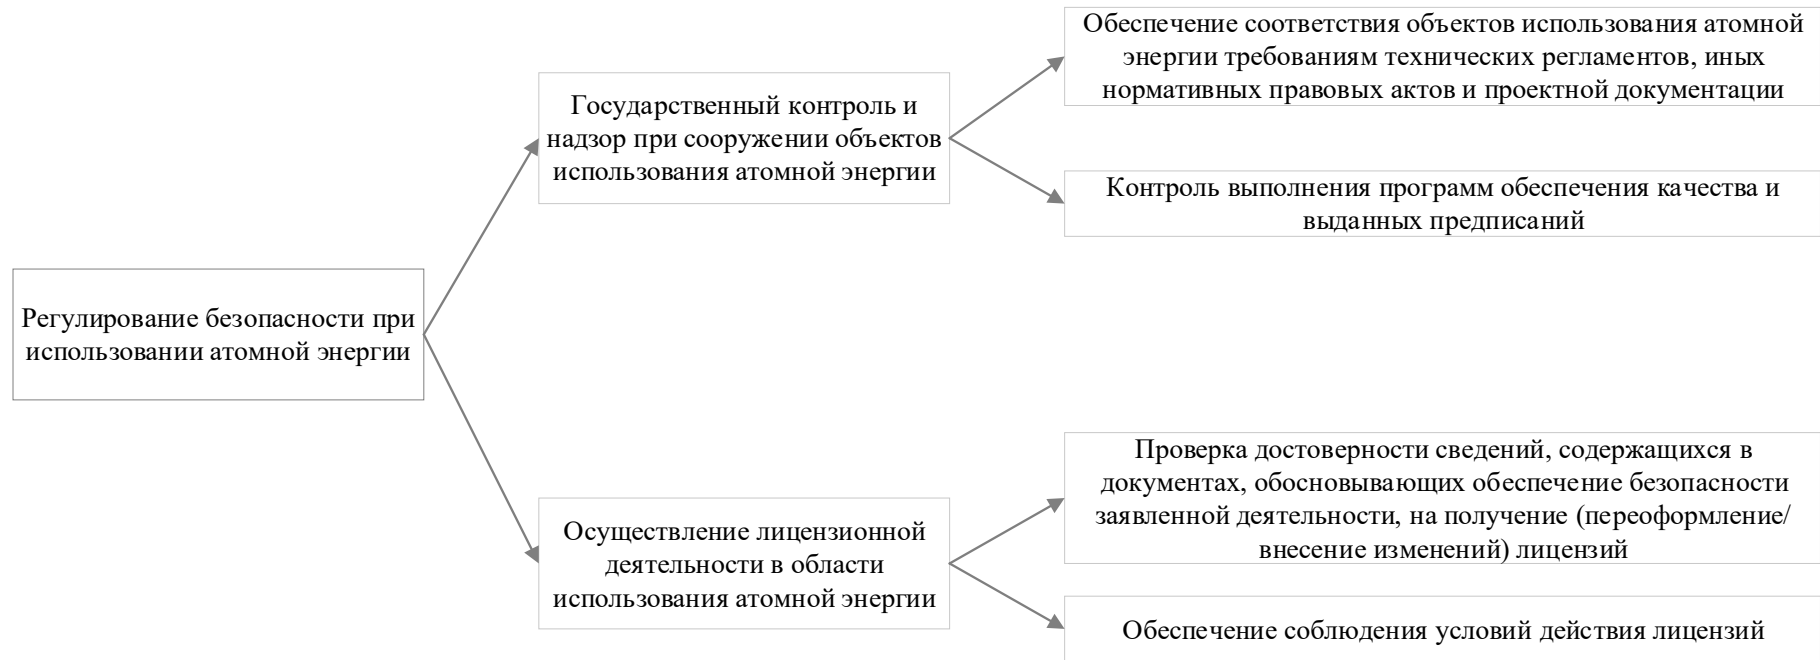 Обеспечение соответствия объектов использования атомной
энергии требованиям технических регламентов, иных
нормативных правовых актов и проектной документации
Государственный контроль и
надзор при сооружении объектов
использования атомной энергии
Контроль выполнения программ обеспечения качества и
выданных предписаний
Регулирование безопасности при
использовании атомной энергии
Проверка достоверности сведений, содержащихся в
документах, обосновывающих обеспечение безопасности
заявленной деятельности, на получение (переоформление/
внесение изменений) лицензий
Осуществление лицензионной
деятельности в области
использования атомной энергии
Обеспечение соблюдения условий действия лицензий